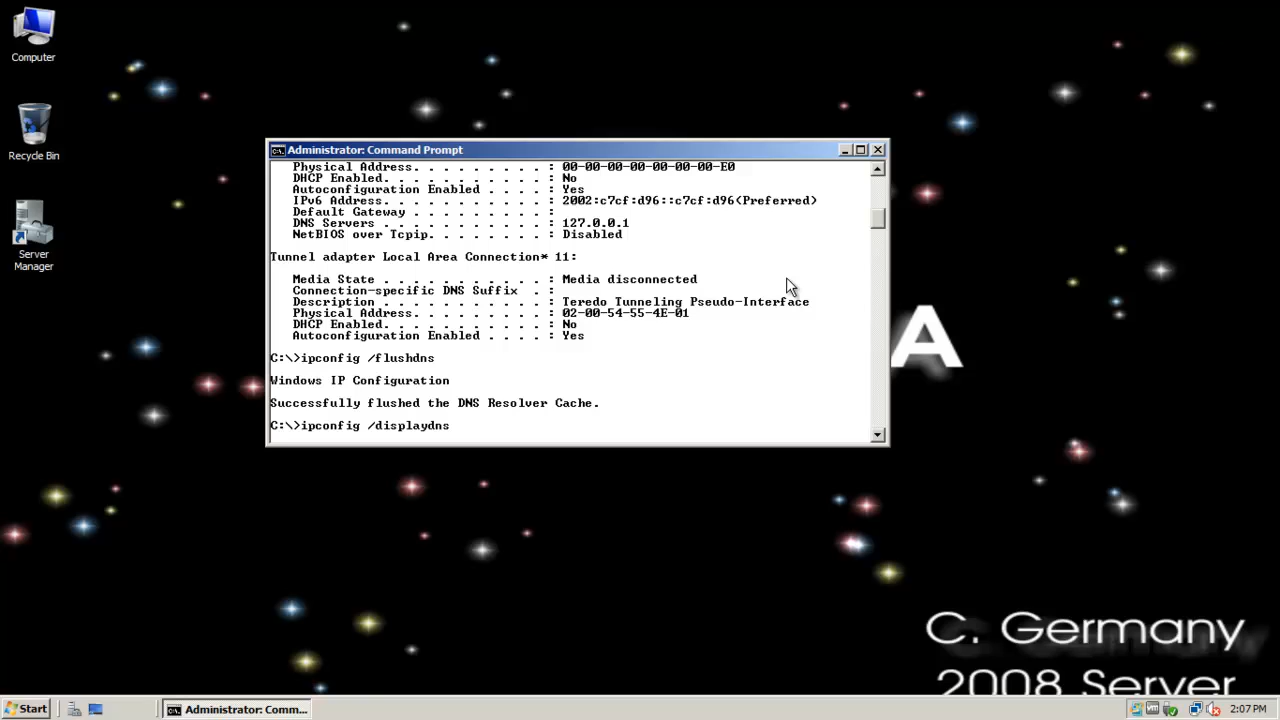 Computer
Recycle Bin
Server
Manager
Administrator: Command Prompt
Physical Address. . . . . . . . . : 00-00-00-00-00-00-00-E0
DHCP Enabled. . . . . . . . . . . : No
Autoconfiguration Enabled . . . . : Yes
IPv6 Address. . . . . . . . . . . : 2002:c7cf:d96::c7cf:d96(Preferred)
Default Gateway . . . . . . . . . :
DNS Servers . . . . . . . . . . . : 127.0.0.1
NetBIOS over Tcpip. . . . . . . . : Disabled
Tunnel adapter Local Area Connection* 11:
Media State . . . . . . . . . . . : Media disconnected
Connection-specific DNS Suffix  . :
Description . . . . . . . . . . . : Teredo Tunneling Pseudo-Interface
Physical Address. . . . . . . . . : 02-00-54-55-4E-01
DHCP Enabled. . . . . . . . . . . : No
Autoconfiguration Enabled . . . . : Yes
C:\>ipconfig /flushdns
Windows IP Configuration
Successfully flushed the DNS Resolver Cache.
C:\>ipconfig /displaydns
A
C. Germany
2008 Server
Start
Administrator: Comm...
2:07 PM